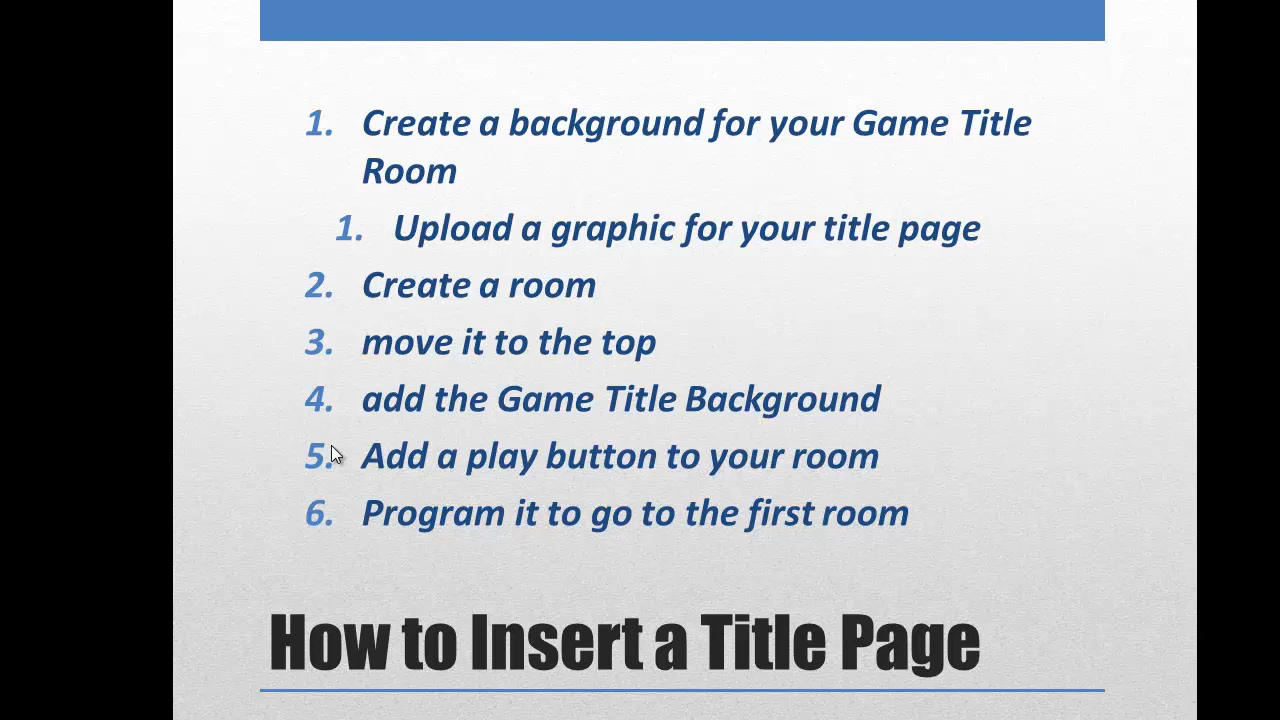 1. Create a background for your Game Title
Room
1. Upload a graphic for your title page
2. Create a room
3. move it to the top
4. add the Game Title Background
5. Add a play button to your room
6. Program it to go to the first room
How to Insert a Title Page